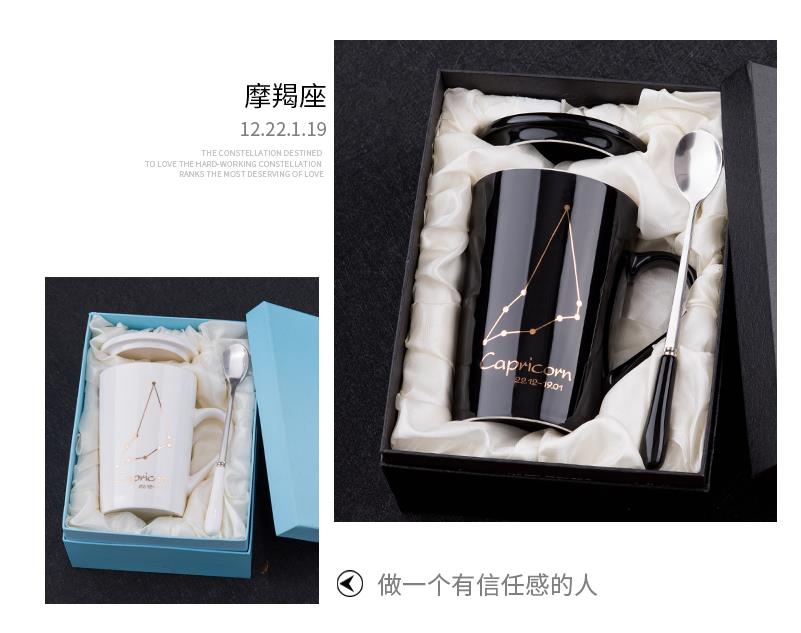 摩羯座
12.22.1.19
THE CONSTELLATION DESTINED
TO LOVE THE HARD-WORKING CONSTELLATION
RANKS THE MOST DESERVING OF LOVE
Capricorn
22.12-19.01
Capricorn
做一个有信任感的人